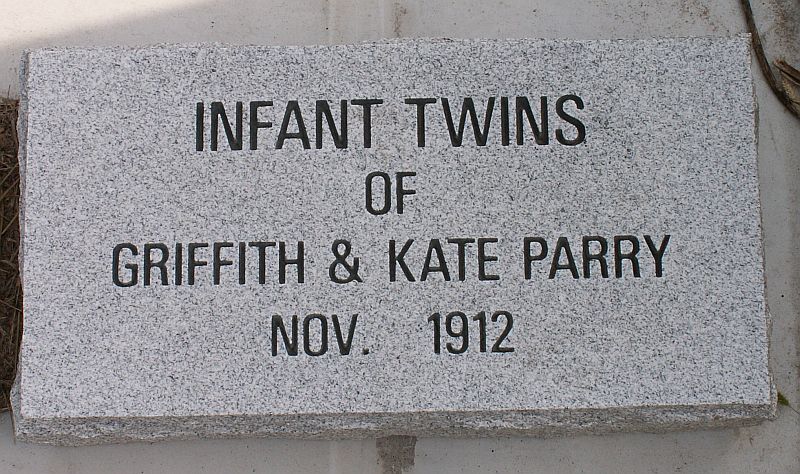 INFANT TWINS
OF
GRIFFITH & KATE PARRY
NOV. 1912